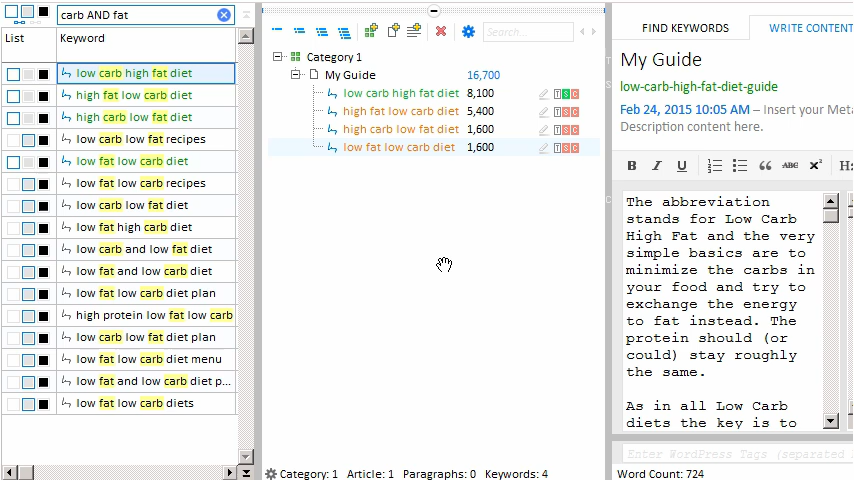 carb AND fat
List
Keyword
low carb high fat diet
high fat low carb diet
high carb low fat diet
low carb low fat recipes
low fat low carb diet
low fat low carb recipes
low carb low fat diet
low fat high carb diet
low carb and low fat diet
low fat and low carb diet
low fat low carb diet plan
high protein low fat low carb
low carb low fat diet plan
low fat low carb diet menu
low fat and low carb diet p...
low fat low carb diets
Search...
Category 1
My Guide 16,700
low carb high fat diet 8,100 T S C
high fat low carb diet 5,400 T S C
high carb low fat diet 1,600 T S C
low fat low carb diet 1,600 T S C
Category: 1 Article: 1 Paragraphs: 0 Keywords: 4
FIND KEYWORDS WRITE CONTENT
My Guide
low-carb-high-fat-diet-guide
Feb 24, 2015 10:05 AM – Insert your Meta
Description content here.
B I U ABC X² H
The abbreviation
stands for Low Carb
High Fat and the very
simple basics are to
minimize the carbs in
your food and try to
exchange the energy
to fat instead. The
protein should (or
could) stay roughly
the same.
As in all Low Carb
diets the key is to
Enter WordPress Tags (separated
Word Count: 724